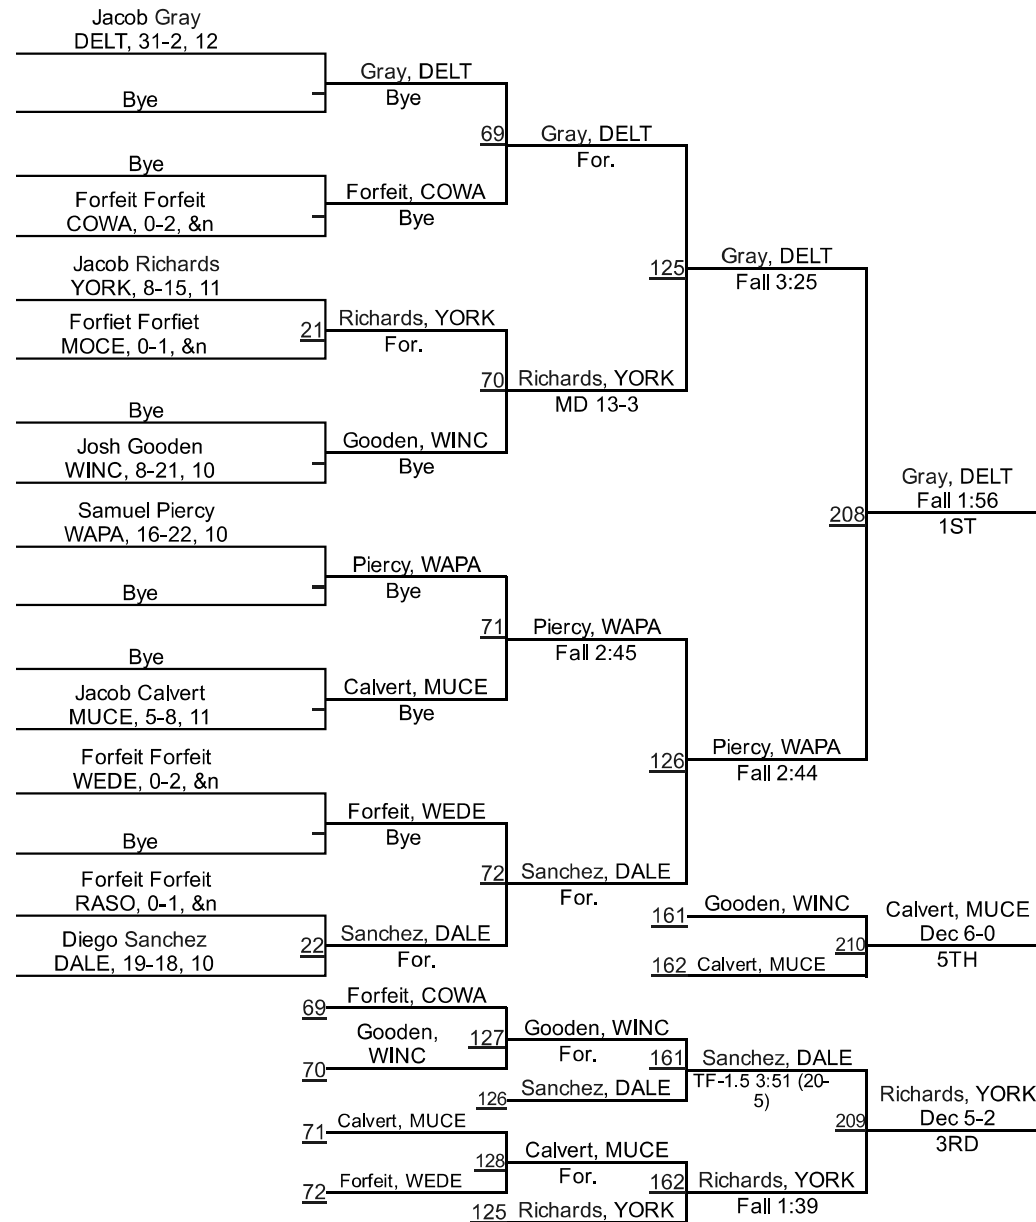 Jacob Gray
DELT, 31-2, 12
Bye
Bye
Forfeit Forfeit
COWA, 0-2, &n
Jacob Richards
YORK, 8-15, 11
Forfiet Forfiet
MOCE, 0-1, &n
Bye
Josh Gooden
WINC, 8-21, 10
Samuel Piercy
WAPA, 16-22, 10
Bye
Bye
Jacob Calvert
MUCE, 5-8, 11
Forfeit Forfeit
WEDE, 0-2, &n
Bye
Forfeit Forfeit
RASO, 0-1, &n
Diego Sanchez
DALE, 19-18, 10
Gray, DELT
Bye
Forfeit, COWA
Bye
21
Richards, YORK
For.
Gooden, WINC
Bye
Piercy, WAPA
Bye
Calvert, MUCE
Bye
Forfeit, WEDE
Bye
22
Sanchez, DALE
For.
69
Gray, DELT
For.
70
Richards, YORK
MD 13-3
71
Piercy, WAPA
Fall 2:45
72
Sanchez, DALE
For.
125
Gray, DELT
Fall 3:25
126
Piercy, WAPA
Fall 2:44
208
Gray, DELT
Fall 1:56
1ST
161
Gooden, WINC
162
Calvert, MUCE
210
Calvert, MUCE
Dec 6-0
5TH
69
Forfeit, COWA
70
Gooden,
WINC
71
Calvert, MUCE
72
Forfeit, WEDE
127
Gooden, WINC
For.
126
Sanchez, DALE
128
Calvert, MUCE
For.
125
Richards, YORK
161
Sanchez, DALE
TF-1.5 3:51 (20-
5)
162
Richards, YORK
Fall 1:39
209
Richards, YORK
Dec 5-2
3RD